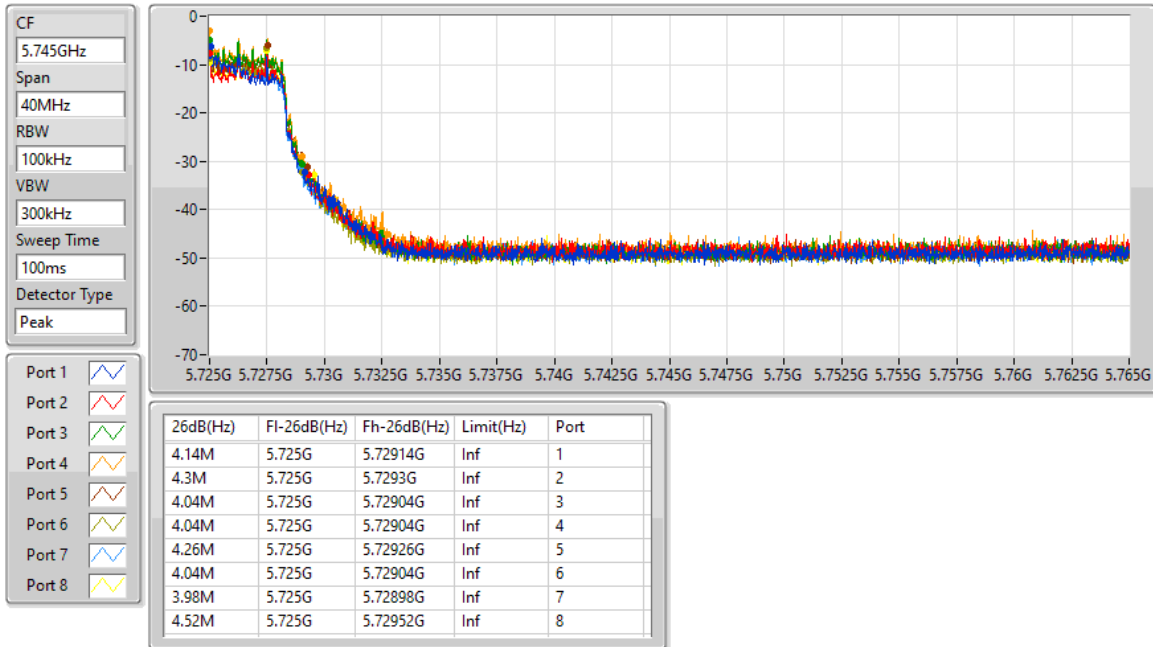 CF
5.745GHz
Span
40MHz
RBW
100kHz
VBW
300kHz
Sweep Time
100ms
Detector Type
Peak
Port 1
Port 2
Port 3
Port 4
Port 5
Port 6
Port 7
Port 8
0
-10
-20
-30
-40
-50
-60
-70
5.725G 5.7275G 5.73G 5.7325G 5.735G 5.7375G 5.74G 5.7425G 5.745G 5.7475G 5.75G 5.7525G 5.755G 5.7575G 5.76G 5.7625G 5.765G
26dB(Hz) Fl-26dB(Hz) Fh-26dB(Hz) Limit(Hz) Port
4.14M 5.725G 5.72914G Inf 1
4.3M 5.725G 5.7293G Inf 2
4.04M 5.725G 5.72904G Inf 3
4.04M 5.725G 5.72904G Inf 4
4.26M 5.725G 5.72926G Inf 5
4.04M 5.725G 5.72904G Inf 6
3.98M 5.725G 5.72898G Inf 7
4.52M 5.725G 5.72952G Inf 8